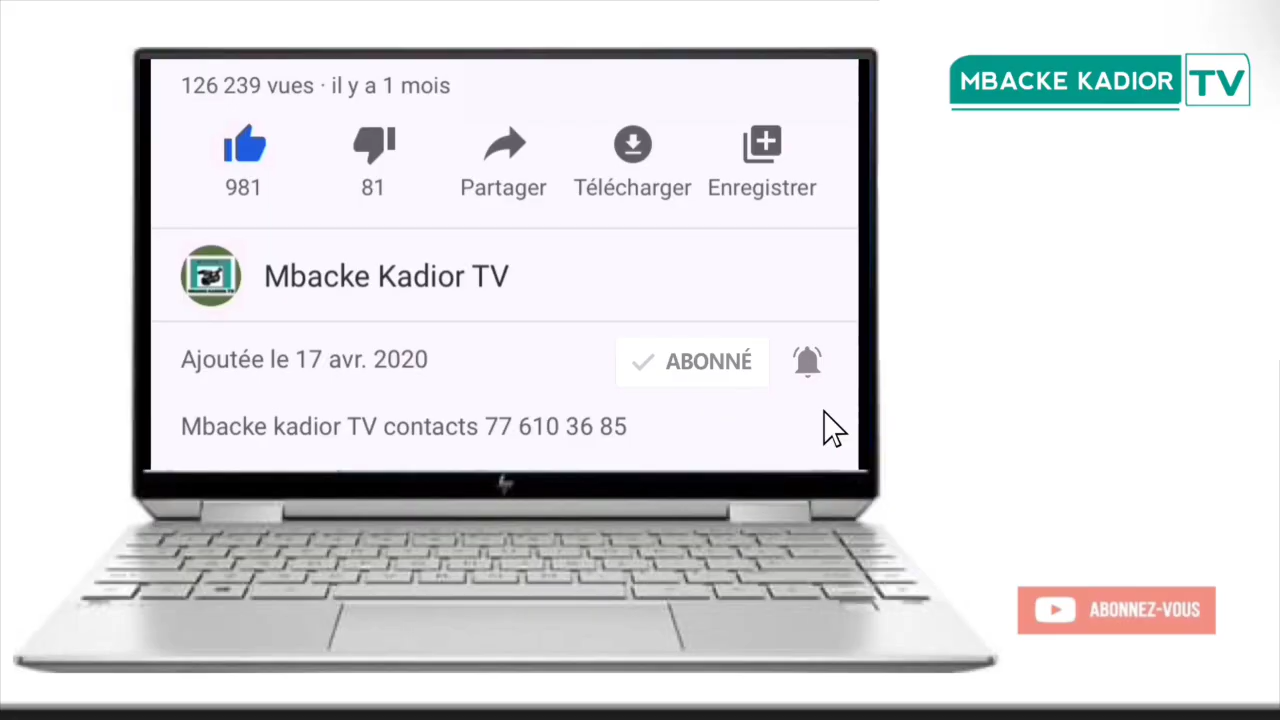 126 239 vues · il y a 1 mois
981
81
Partager
Télécharger
Enregistrer
Mbacke Kadior TV
Ajoutée le 17 avr. 2020
ABONNÉ
Mbacke kadior TV contacts 77 610 36 85
MBACKE KADIOR TV
ABONNEZ-VOUS